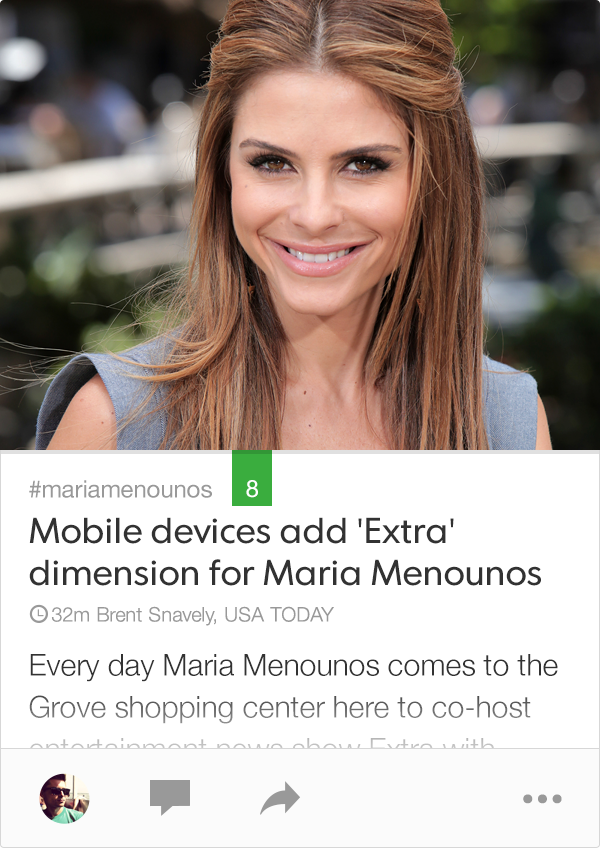 #mariamenounos 8
Mobile devices add 'Extra'
dimension for Maria Menounos
32m Brent Snavely, USA TODAY
Every day Maria Menounos comes to the
Grove shopping center here to co-host
entertainment news show Extra with